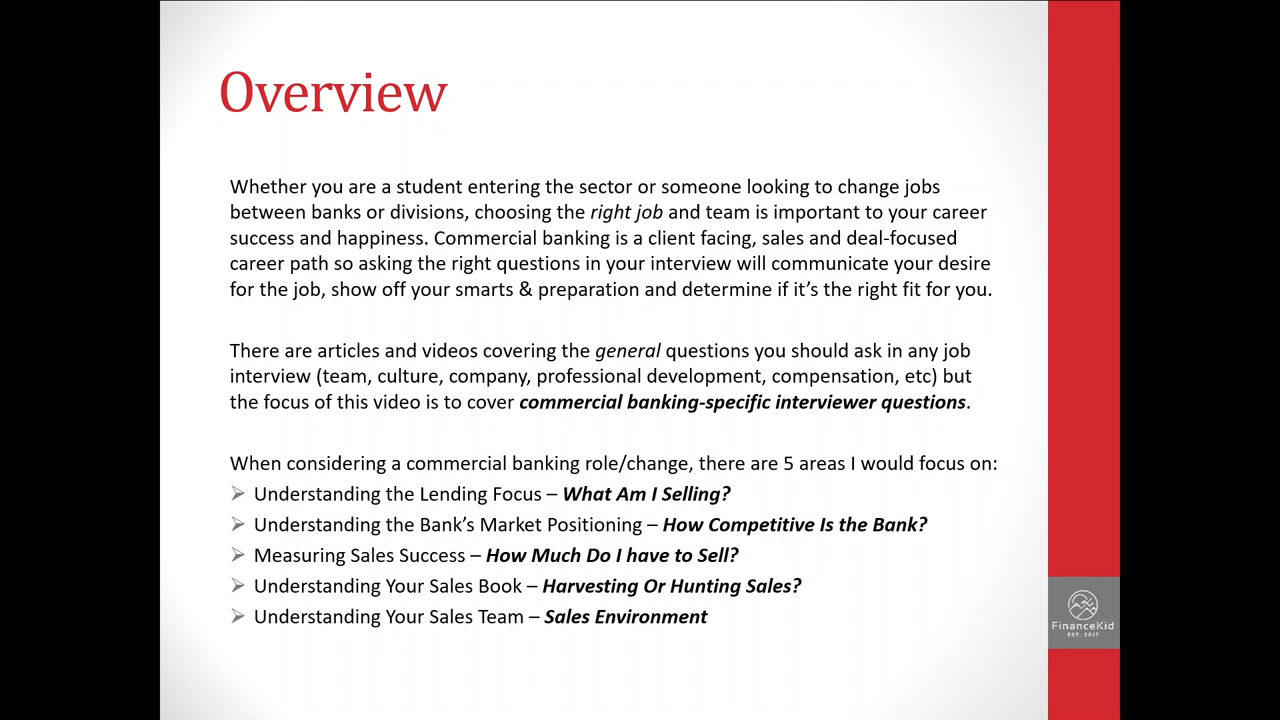 Overview
Whether you are a student entering the sector or someone looking to change jobs
between banks or divisions, choosing the right job and team is important to your career
success and happiness. Commercial banking is a client facing, sales and deal-focused
career path so asking the right questions in your interview will communicate your desire
for the job, show off your smarts & preparation and determine if it’s the right fit for you.
There are articles and videos covering the general questions you should ask in any job
interview (team, culture, company, professional development, compensation, etc) but
the focus of this video is to cover commercial banking-specific interviewer questions.
When considering a commercial banking role/change, there are 5 areas I would focus on:
Understanding the Lending Focus – What Am I Selling?
Understanding the Bank’s Market Positioning – How Competitive Is the Bank?
Measuring Sales Success – How Much Do I have to Sell?
Understanding Your Sales Book – Harvesting Or Hunting Sales?
Understanding Your Sales Team – Sales Environment
FinanceKid
EST. 2017